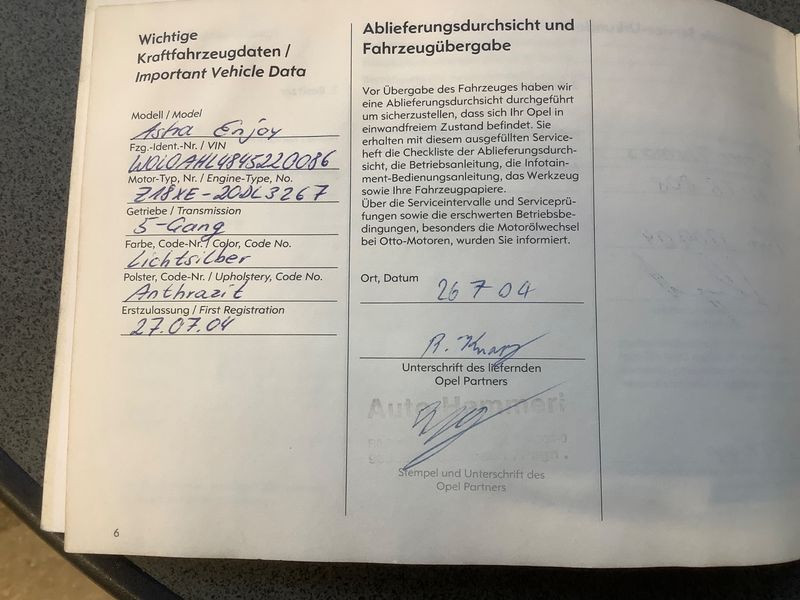 Wichtige
Kraftfahrzeugdaten /
Important Vehicle Data
Modell / Model
Astra Enjoy
Fzg.-Ident.-Nr. / VIN
W0L0AHL4845220086
Motor-Typ, Nr. / Engine-Type, No.
Z18XE-20DL3267
Getriebe / Transmission
5-Gang
Farbe, Code-Nr. / Color, Code No.
Lichtsilber
Polster, Code-Nr. / Upholstery, Code No.
Anthrazit
Erstzulassung / First Registration
27.07.04
6
Ablieferungsdurchsicht und
Fahrzeugübergabe
Vor Übergabe des Fahrzeuges haben wir
eine Ablieferungsdurchsicht durchgeführt
um sicherzustellen, dass sich Ihr Opel in
einwandfreiem Zustand befindet. Sie
erhalten mit diesem ausgefüllten Service-
heft die Checkliste der Ablieferungsdurch-
sicht, die Betriebsanleitung, die Infotain-
ment-Bedienungsanleitung, das Werkzeug
sowie Ihre Fahrzeugpapiere.
Über die Serviceintervalle und Serviceprü-
fungen sowie die erschwerten Betriebsbe-
dingungen, besonders die Motorölwechsel
bei Otto-Motoren, wurden Sie informiert.
Ort, Datum
26 7 04
R. Knapp
Unterschrift des liefernden
Opel Partners
Stempel und Unterschrift des
Opel Partners